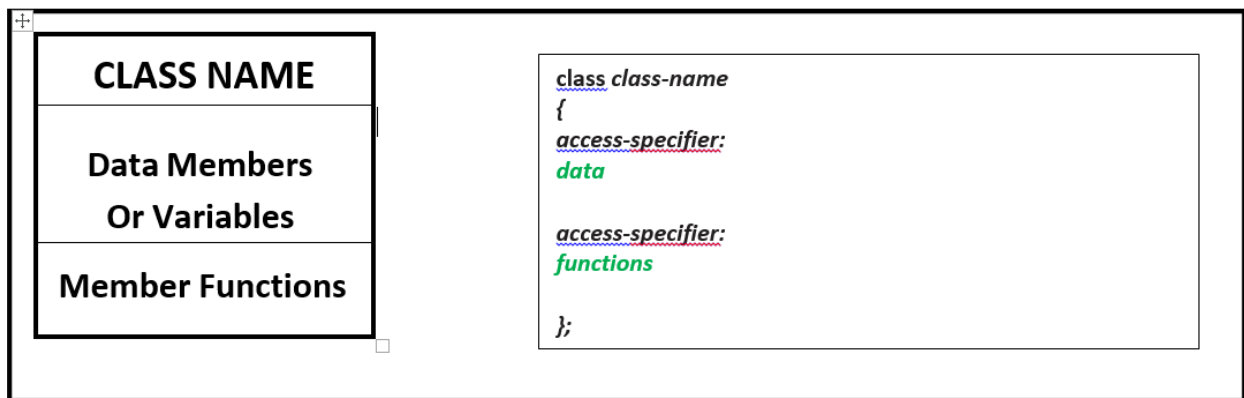 CLASS NAME
Data Members
Or Variables
Member Functions
class class-name
{
access-specifier:
data
access-specifier:
functions
};